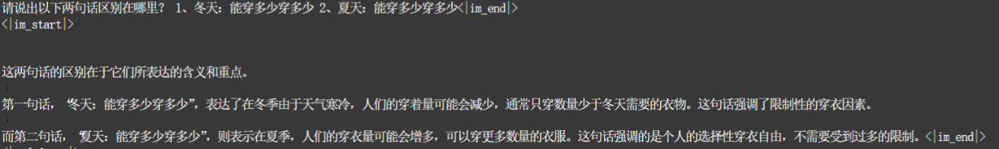 请说出以下两句话区别在哪里？ 1、冬天：能穿多少穿多少 2、夏天：能穿多少穿多少<|im_end|>
<|im_start|>
这两句话的区别在于它们所表达的含义和重点。
第一句话，“冬天：能穿多少穿多少”，表达了在冬季由于天气寒冷，人们的穿着量可能会减少，通常只穿数量少于冬天需要的衣物。这句话强调了限制性的穿衣因素。
而第二句话，“夏天：能穿多少穿多少”，则表示在夏季，人们的穿衣量可能会增多，可以穿更多数量的衣服。这句话强调的是个人的选择性穿衣自由，不需要受到过多的限制。<|im_end|>